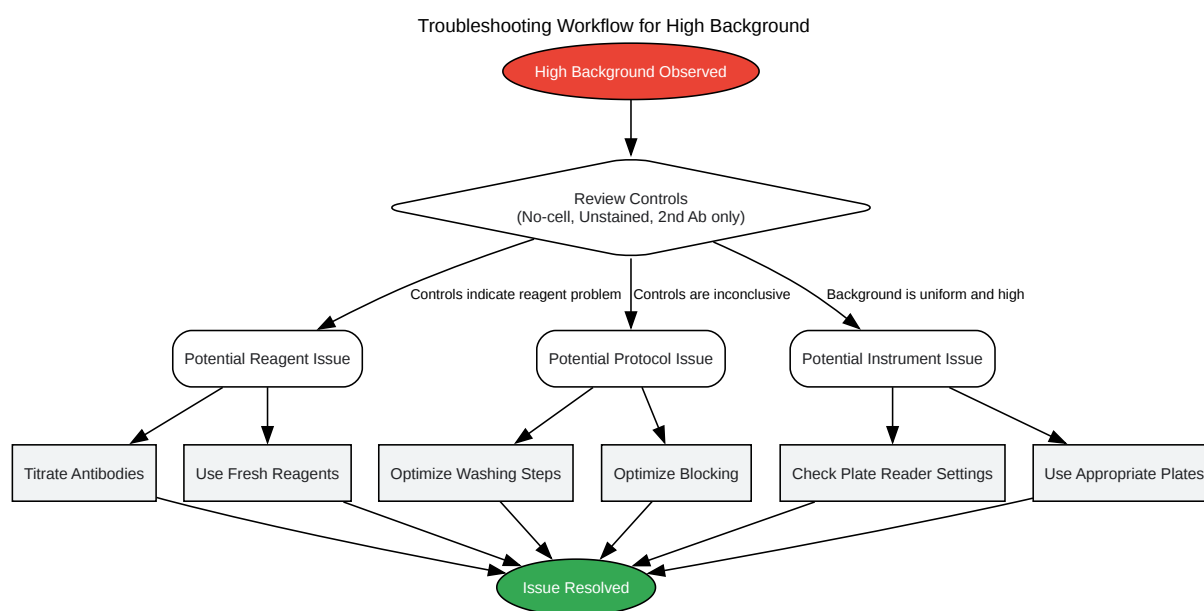 Troubleshooting Workflow for High Background
High Background Observed
Review Controls
(No-cell, Unstained, 2nd Ab only)
Controls indicate reagent problem
Controls are inconclusive
Background is uniform and high
Potential Reagent Issue
Potential Protocol Issue
Potential Instrument Issue
Titrate Antibodies
Use Fresh Reagents
Optimize Washing Steps
Optimize Blocking
Check Plate Reader Settings
Use Appropriate Plates
Issue Resolved